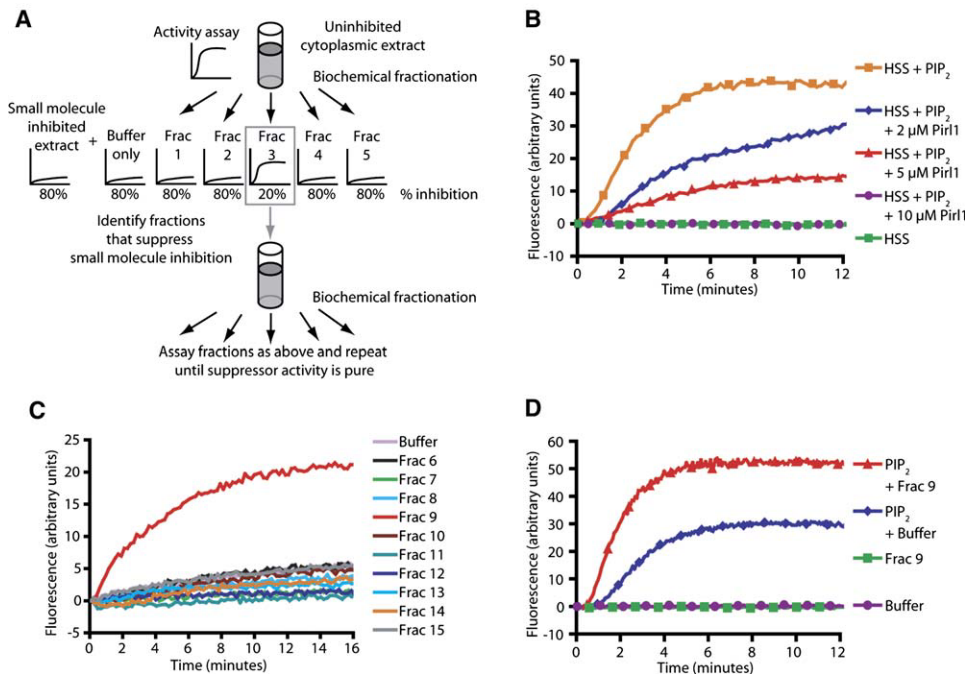 A
Activity assay
Uninhibited
cytoplasmic extract
Biochemical fractionation
Small molecule
inhibited
extract
+
Buffer
only
Frac
1
Frac
2
Frac
3
Frac
4
Frac
5
80%
80%
80%
80%
20%
80%
80%
% inhibition
Identify fractions
that suppress
small molecule inhibition
Biochemical fractionation
Assay fractions as above and repeat
until suppressor activity is pure
B
Fluorescence (arbitrary units)
50
40
30
20
10
0
-10
0 2 4 6 8 10 12
Time (minutes)
HSS + PIP2
HSS + PIP2
+ 2 µM Pirl1
HSS + PIP2
+ 5 µM Pirl1
HSS + PIP2
+ 10 µM Pirl1
HSS
C
Fluorescence (arbitrary units)
25
20
15
10
5
0
-5
0 2 4 6 8 10 12 14 16
Time (minutes)
Buffer
Frac 6
Frac 7
Frac 8
Frac 9
Frac 10
Frac 11
Frac 12
Frac 13
Frac 14
Frac 15
D
Fluorescence (arbitrary units)
60
50
40
30
20
10
0
-10
0 2 4 6 8 10 12
Time (minutes)
PIP2
+ Frac 9
PIP2
+ Buffer
Frac 9
Buffer